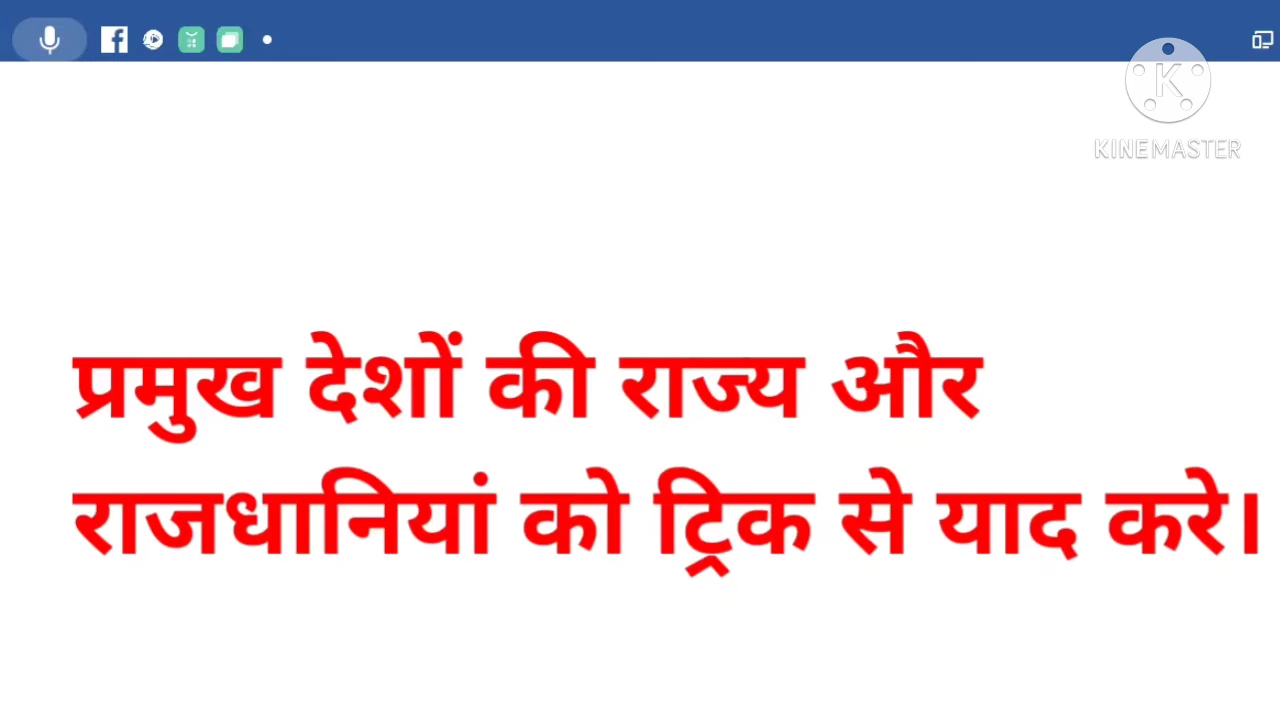 K
KINEMASTER
प्रमुख देशों की राज्य और
राजधानियां को ट्रिक से याद करे।